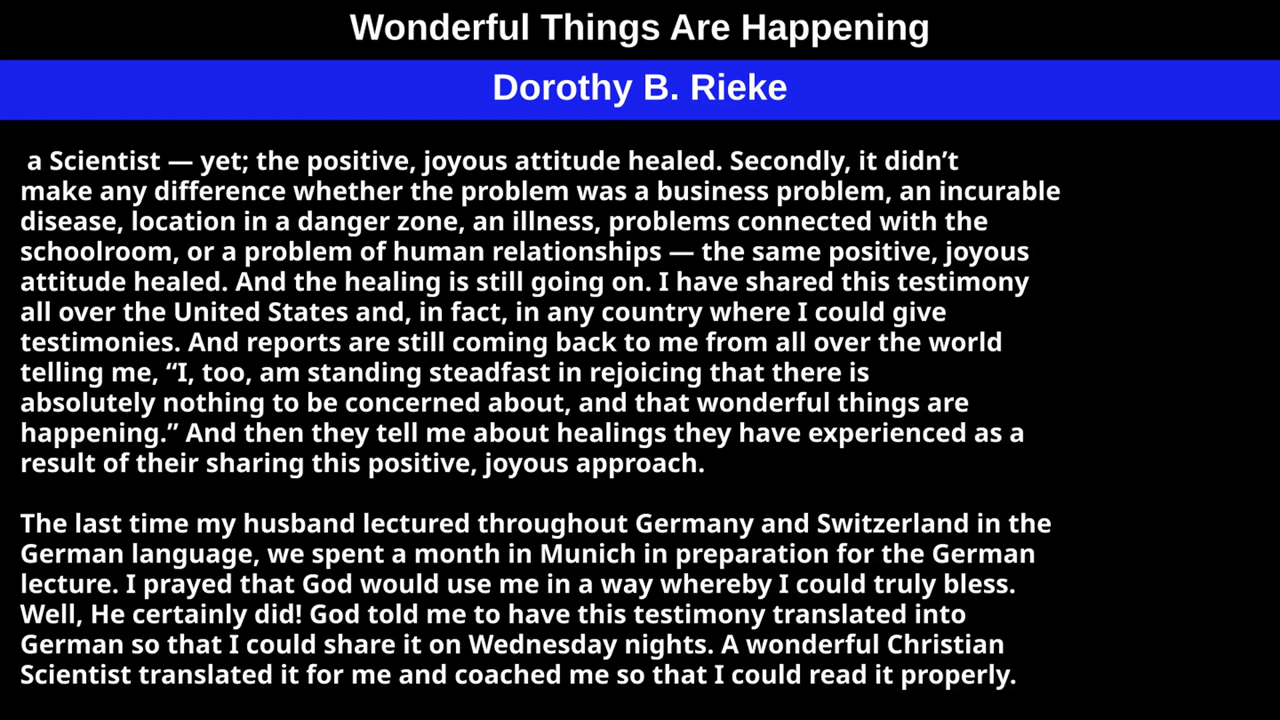 Wonderful Things Are Happening
Dorothy B. Rieke
a Scientist — yet; the positive, joyous attitude healed. Secondly, it didn’t
make any difference whether the problem was a business problem, an incurable
disease, location in a danger zone, an illness, problems connected with the
schoolroom, or a problem of human relationships — the same positive, joyous
attitude healed. And the healing is still going on. I have shared this testimony
all over the United States and, in fact, in any country where I could give
testimonies. And reports are still coming back to me from all over the world
telling me, “I, too, am standing steadfast in rejoicing that there is
absolutely nothing to be concerned about, and that wonderful things are
happening.” And then they tell me about healings they have experienced as a
result of their sharing this positive, joyous approach.
The last time my husband lectured throughout Germany and Switzerland in the
German language, we spent a month in Munich in preparation for the German
lecture. I prayed that God would use me in a way whereby I could truly bless.
Well, He certainly did! God told me to have this testimony translated into
German so that I could share it on Wednesday nights. A wonderful Christian
Scientist translated it for me and coached me so that I could read it properly.